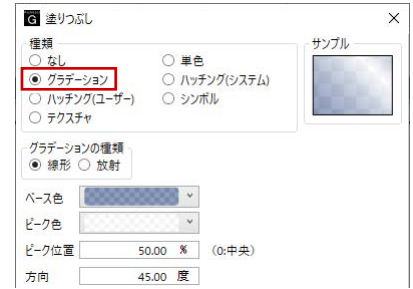 G 塗りつぶし
種類
なし 単色
グラデーション ハッチング(システム)
ハッチング(ユーザー) シンボル
テクスチャ
サンプル
グラデーションの種類
線形 放射
ベース色
ピーク色
ピーク位置 50.00 % (0:中央)
方向 45.00 度